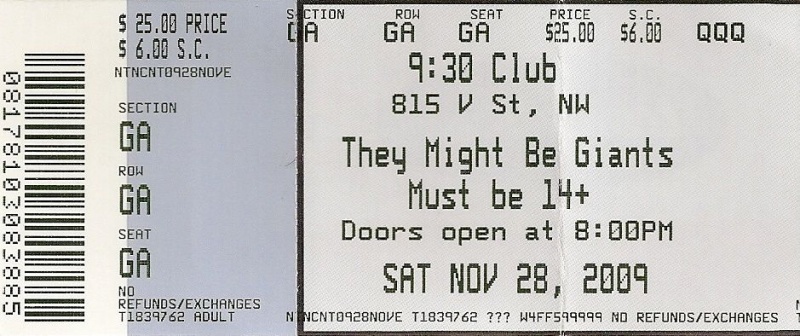 081781030838885
$ 25.00 PRICE
$ 6.00 S.C.
NTNCNT0928NOVE
SECTION
GA
ROW
GA
SEAT
GA
NO
REFUNDS/EXCHANGES
T1839762 ADULT
SECTION ROW SEAT PRICE S.C.
GA GA GA $25.00 $6.00 QQQ
9:30 Club
815 V St, NW
They Might Be Giants
Must be 14+
Doors open at 8:00PM
SAT NOV 28, 2009
NTNCNT0928NOVE T1839762 ??? W4FF599999 NO REFUNDS/EXCHANGES